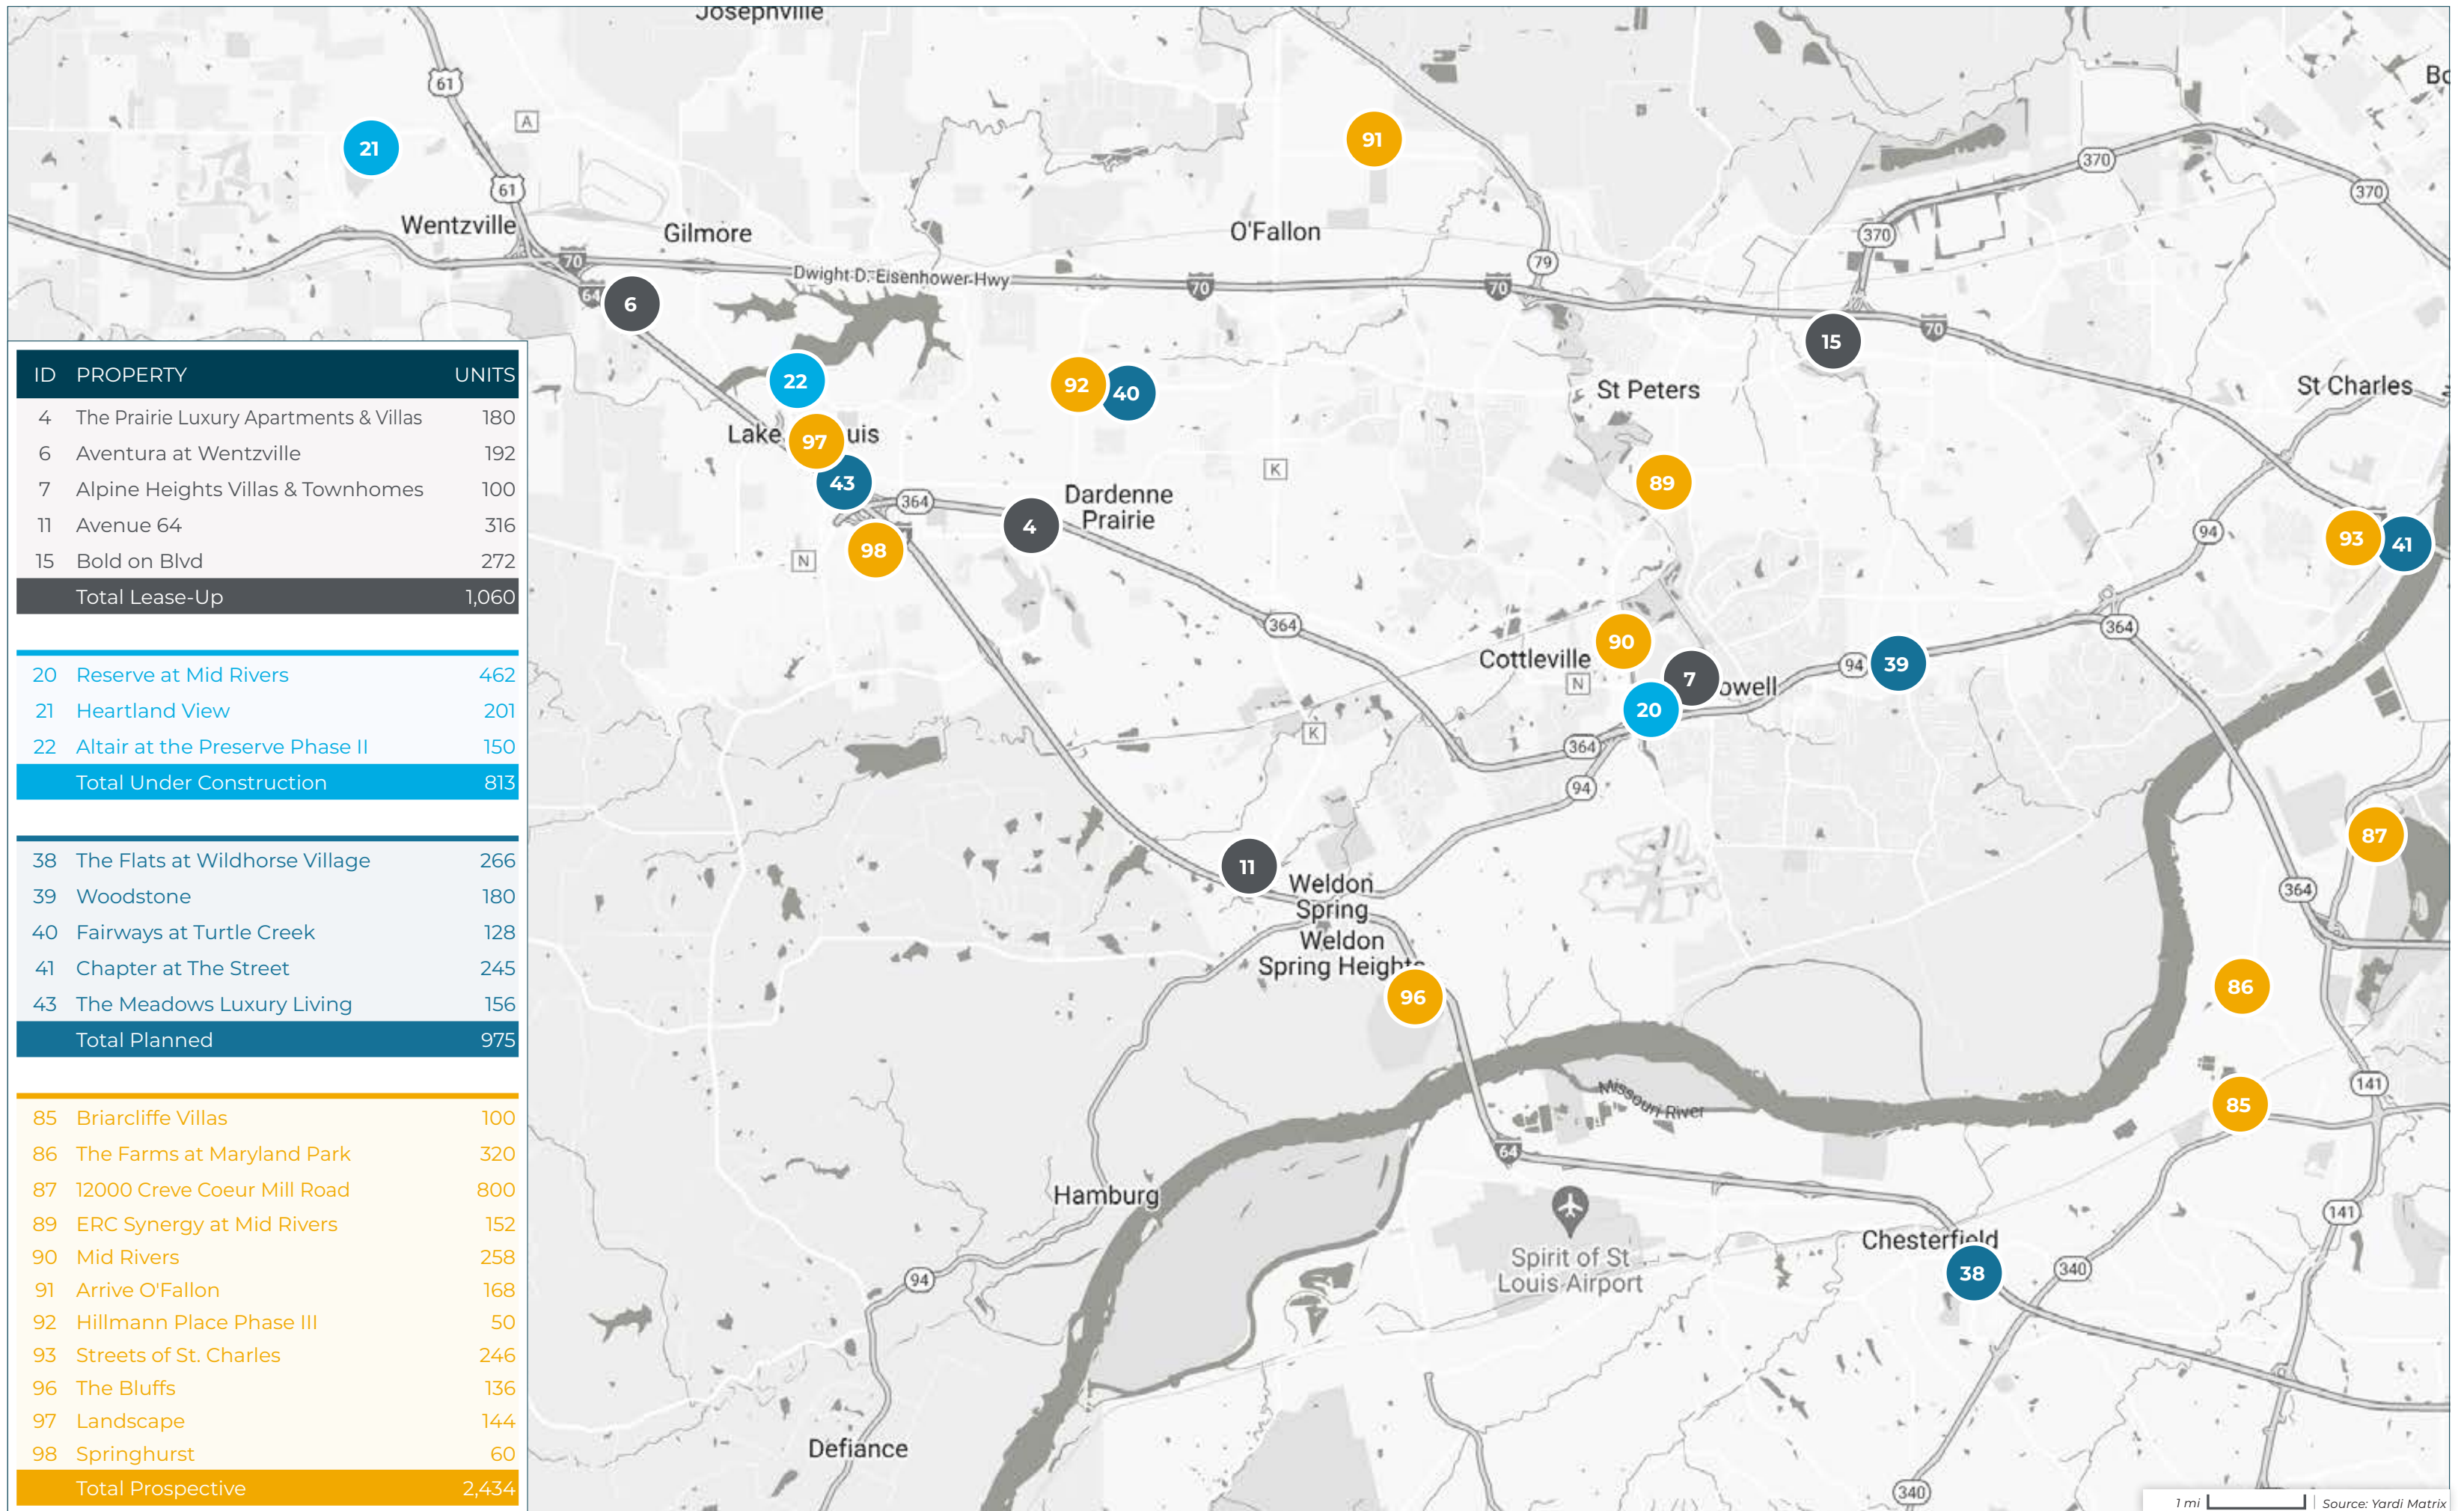 Josephville
61
A
21
91
370
370
61
Wentzville
Gilmore
O'Fallon
370
70
Dwight D. Eisenhower Hwy
70
70
79
64
6
15
70
22
92
40
St Peters
St Charles
Lake
uis
97
43
K
89
364
4
Dardenne
Prairie
98
N
94
93
41
364
364
90
Cottleville
N
7
owell
94
39
20
K
364
94
87
11
Weldon
Spring
364
Weldon
Spring Heights
96
86
Missouri River
141
85
64
Hamburg
141
Chesterfield
Spirit of St
Louis Airport
38
340
94
Defiance
340
ID PROPERTY UNITS
4 The Prairie Luxury Apartments & Villas 180
6 Aventura at Wentzville 192
7 Alpine Heights Villas & Townhomes 100
11 Avenue 64 316
15 Bold on Blvd 272
Total Lease-Up 1,060
20 Reserve at Mid Rivers 462
21 Heartland View 201
22 Altair at the Preserve Phase II 150
Total Under Construction 813
38 The Flats at Wildhorse Village 266
39 Woodstone 180
40 Fairways at Turtle Creek 128
41 Chapter at The Street 245
43 The Meadows Luxury Living 156
Total Planned 975
85 Briarcliffe Villas 100
86 The Farms at Maryland Park 320
87 12000 Creve Coeur Mill Road 800
89 ERC Synergy at Mid Rivers 152
90 Mid Rivers 258
91 Arrive O'Fallon 168
92 Hillmann Place Phase III 50
93 Streets of St. Charles 246
96 The Bluffs 136
97 Landscape 144
98 Springhurst 60
Total Prospective 2,434
1 mi
Source: Yardi Matrix